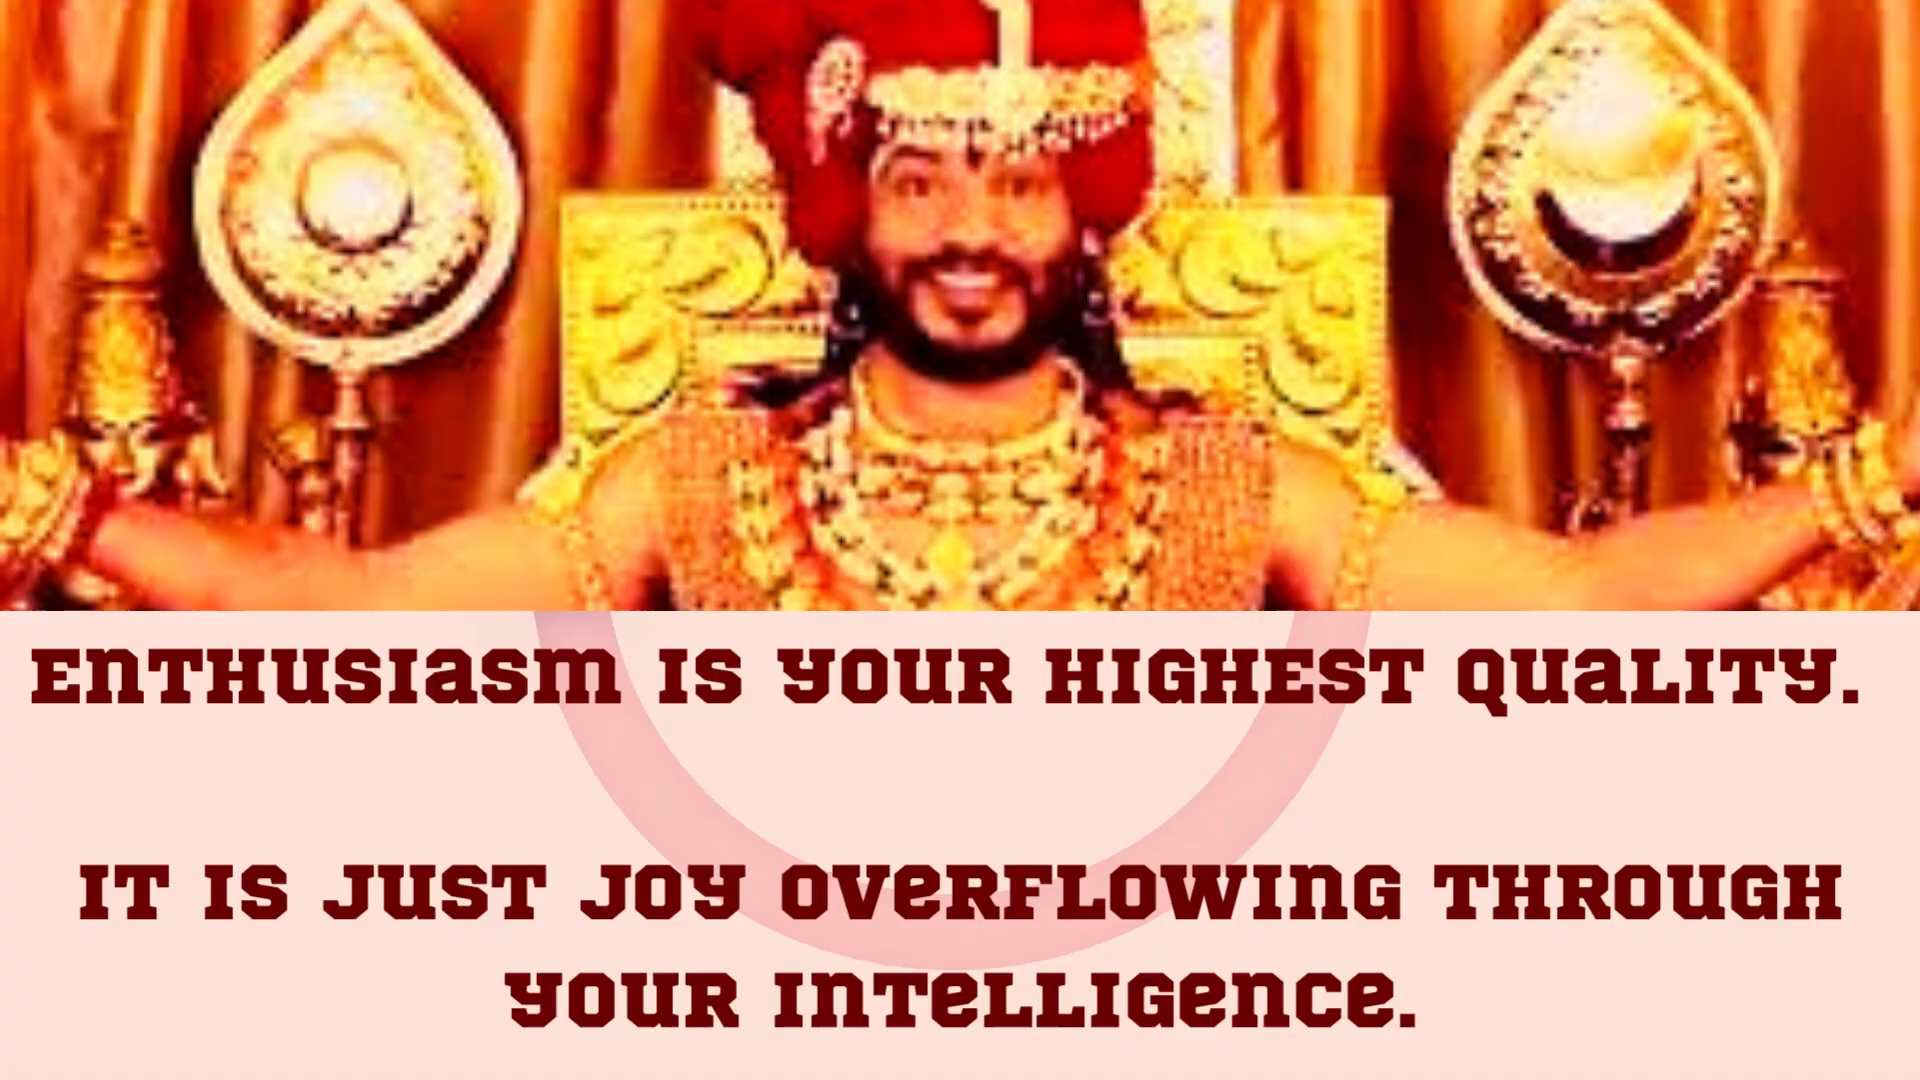 ENTHUSIASM IS YOUR HIGHEST QUALITY.
IT IS JUST JOY OVERFLOWING THROUGH
YOUR INTELLIGENCE.